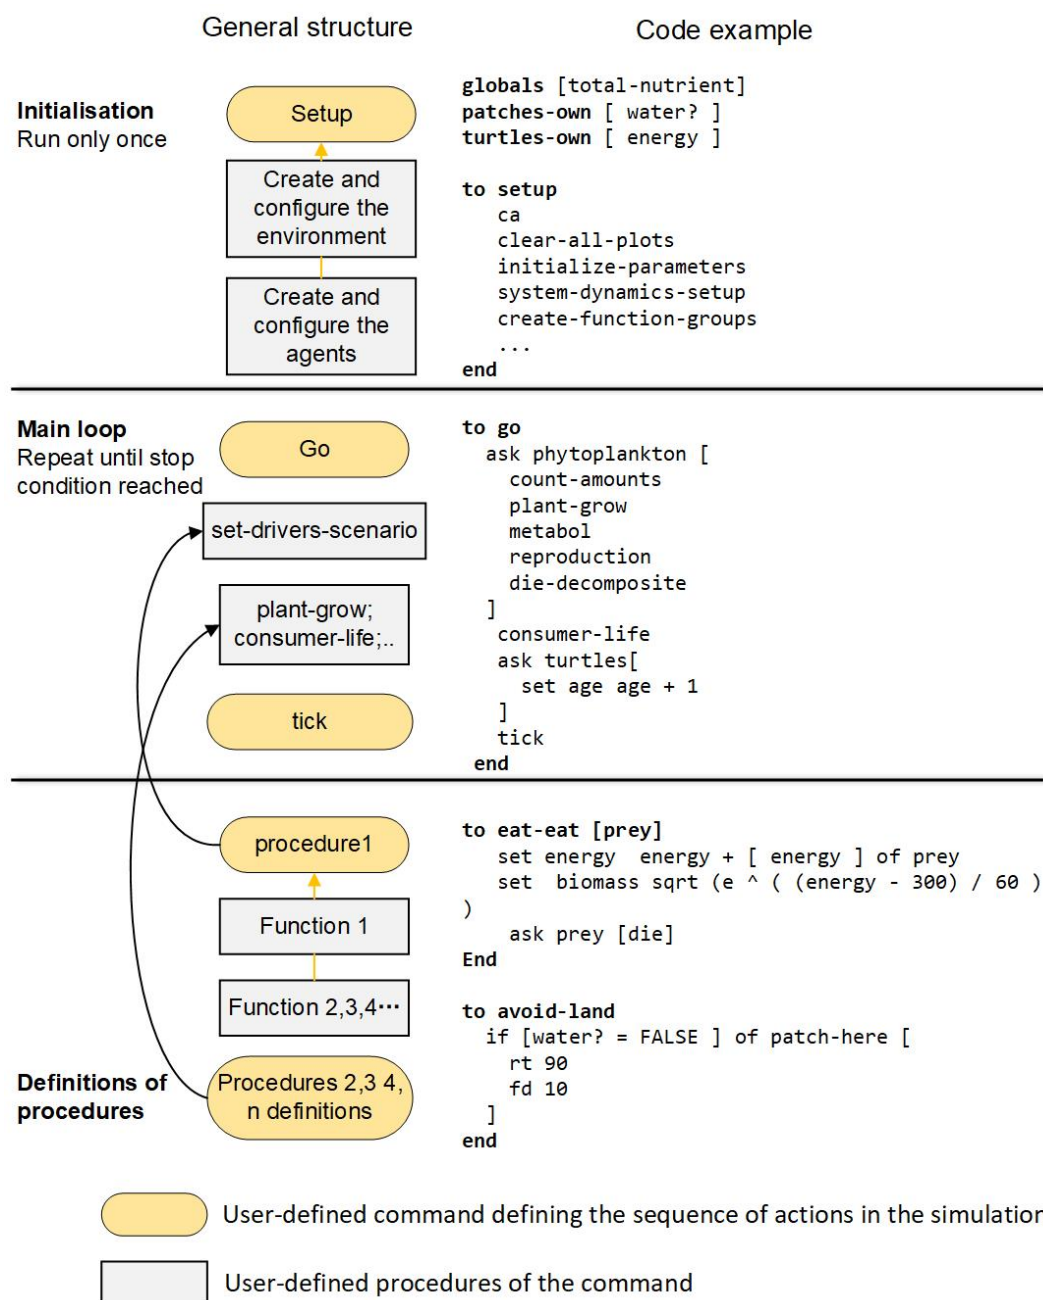 General structure
Code example
Initialisation
Run only once
Setup
Create and
configure the
environment
Create and
configure the
agents
globals [total-nutrient]
patches-own [ water? ]
turtles-own [ energy ]
to setup
ca
clear-all-plots
initialize-parameters
system-dynamics-setup
create-function-groups
...
end
Main loop
Repeat until stop
condition reached
Go
set-drivers-scenario
plant-grow;
consumer-life;..
tick
to go
ask phytoplankton [
count-amounts
plant-grow
metabol
reproduction
die-decomposite
]
consumer-life
ask turtles[
set age age + 1
]
tick
end
procedure1
Function 1
Function 2,3,4···
Definitions of
procedures
Procedures 2,3 4,
n definitions
to eat-eat [prey]
set energy  energy + [ energy ] of prey
set  biomass sqrt (e ^ ( (energy - 300) / 60 )
)
ask prey [die]
End
to avoid-land
if [water? = FALSE ] of patch-here [
rt 90
fd 10
]
end
User-defined command defining the sequence of actions in the simulation
User-defined procedures of the command